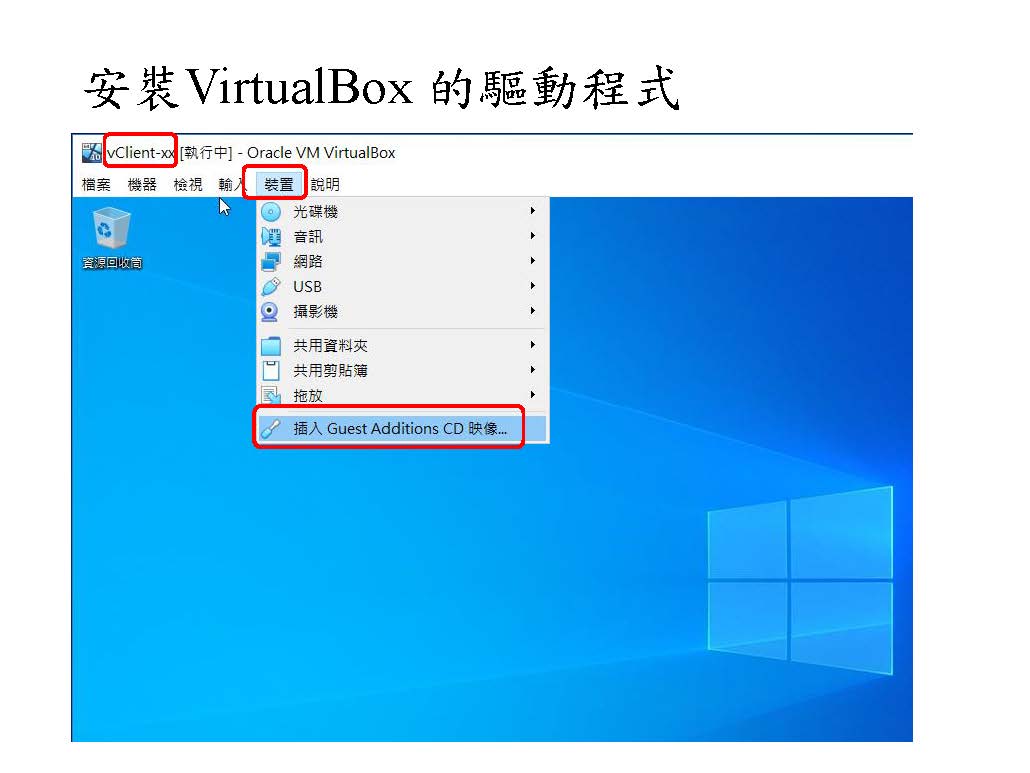 安裝VirtualBox 的驅動程式
vClient-xx [執行中] - Oracle VM VirtualBox
檔案 機器 檢視 輸入 裝置 說明
光碟機
音訊
網路
USB
攝影機
共用資料夾
共用剪貼簿
拖放
插入 Guest Additions CD 映像...
資源回收筒